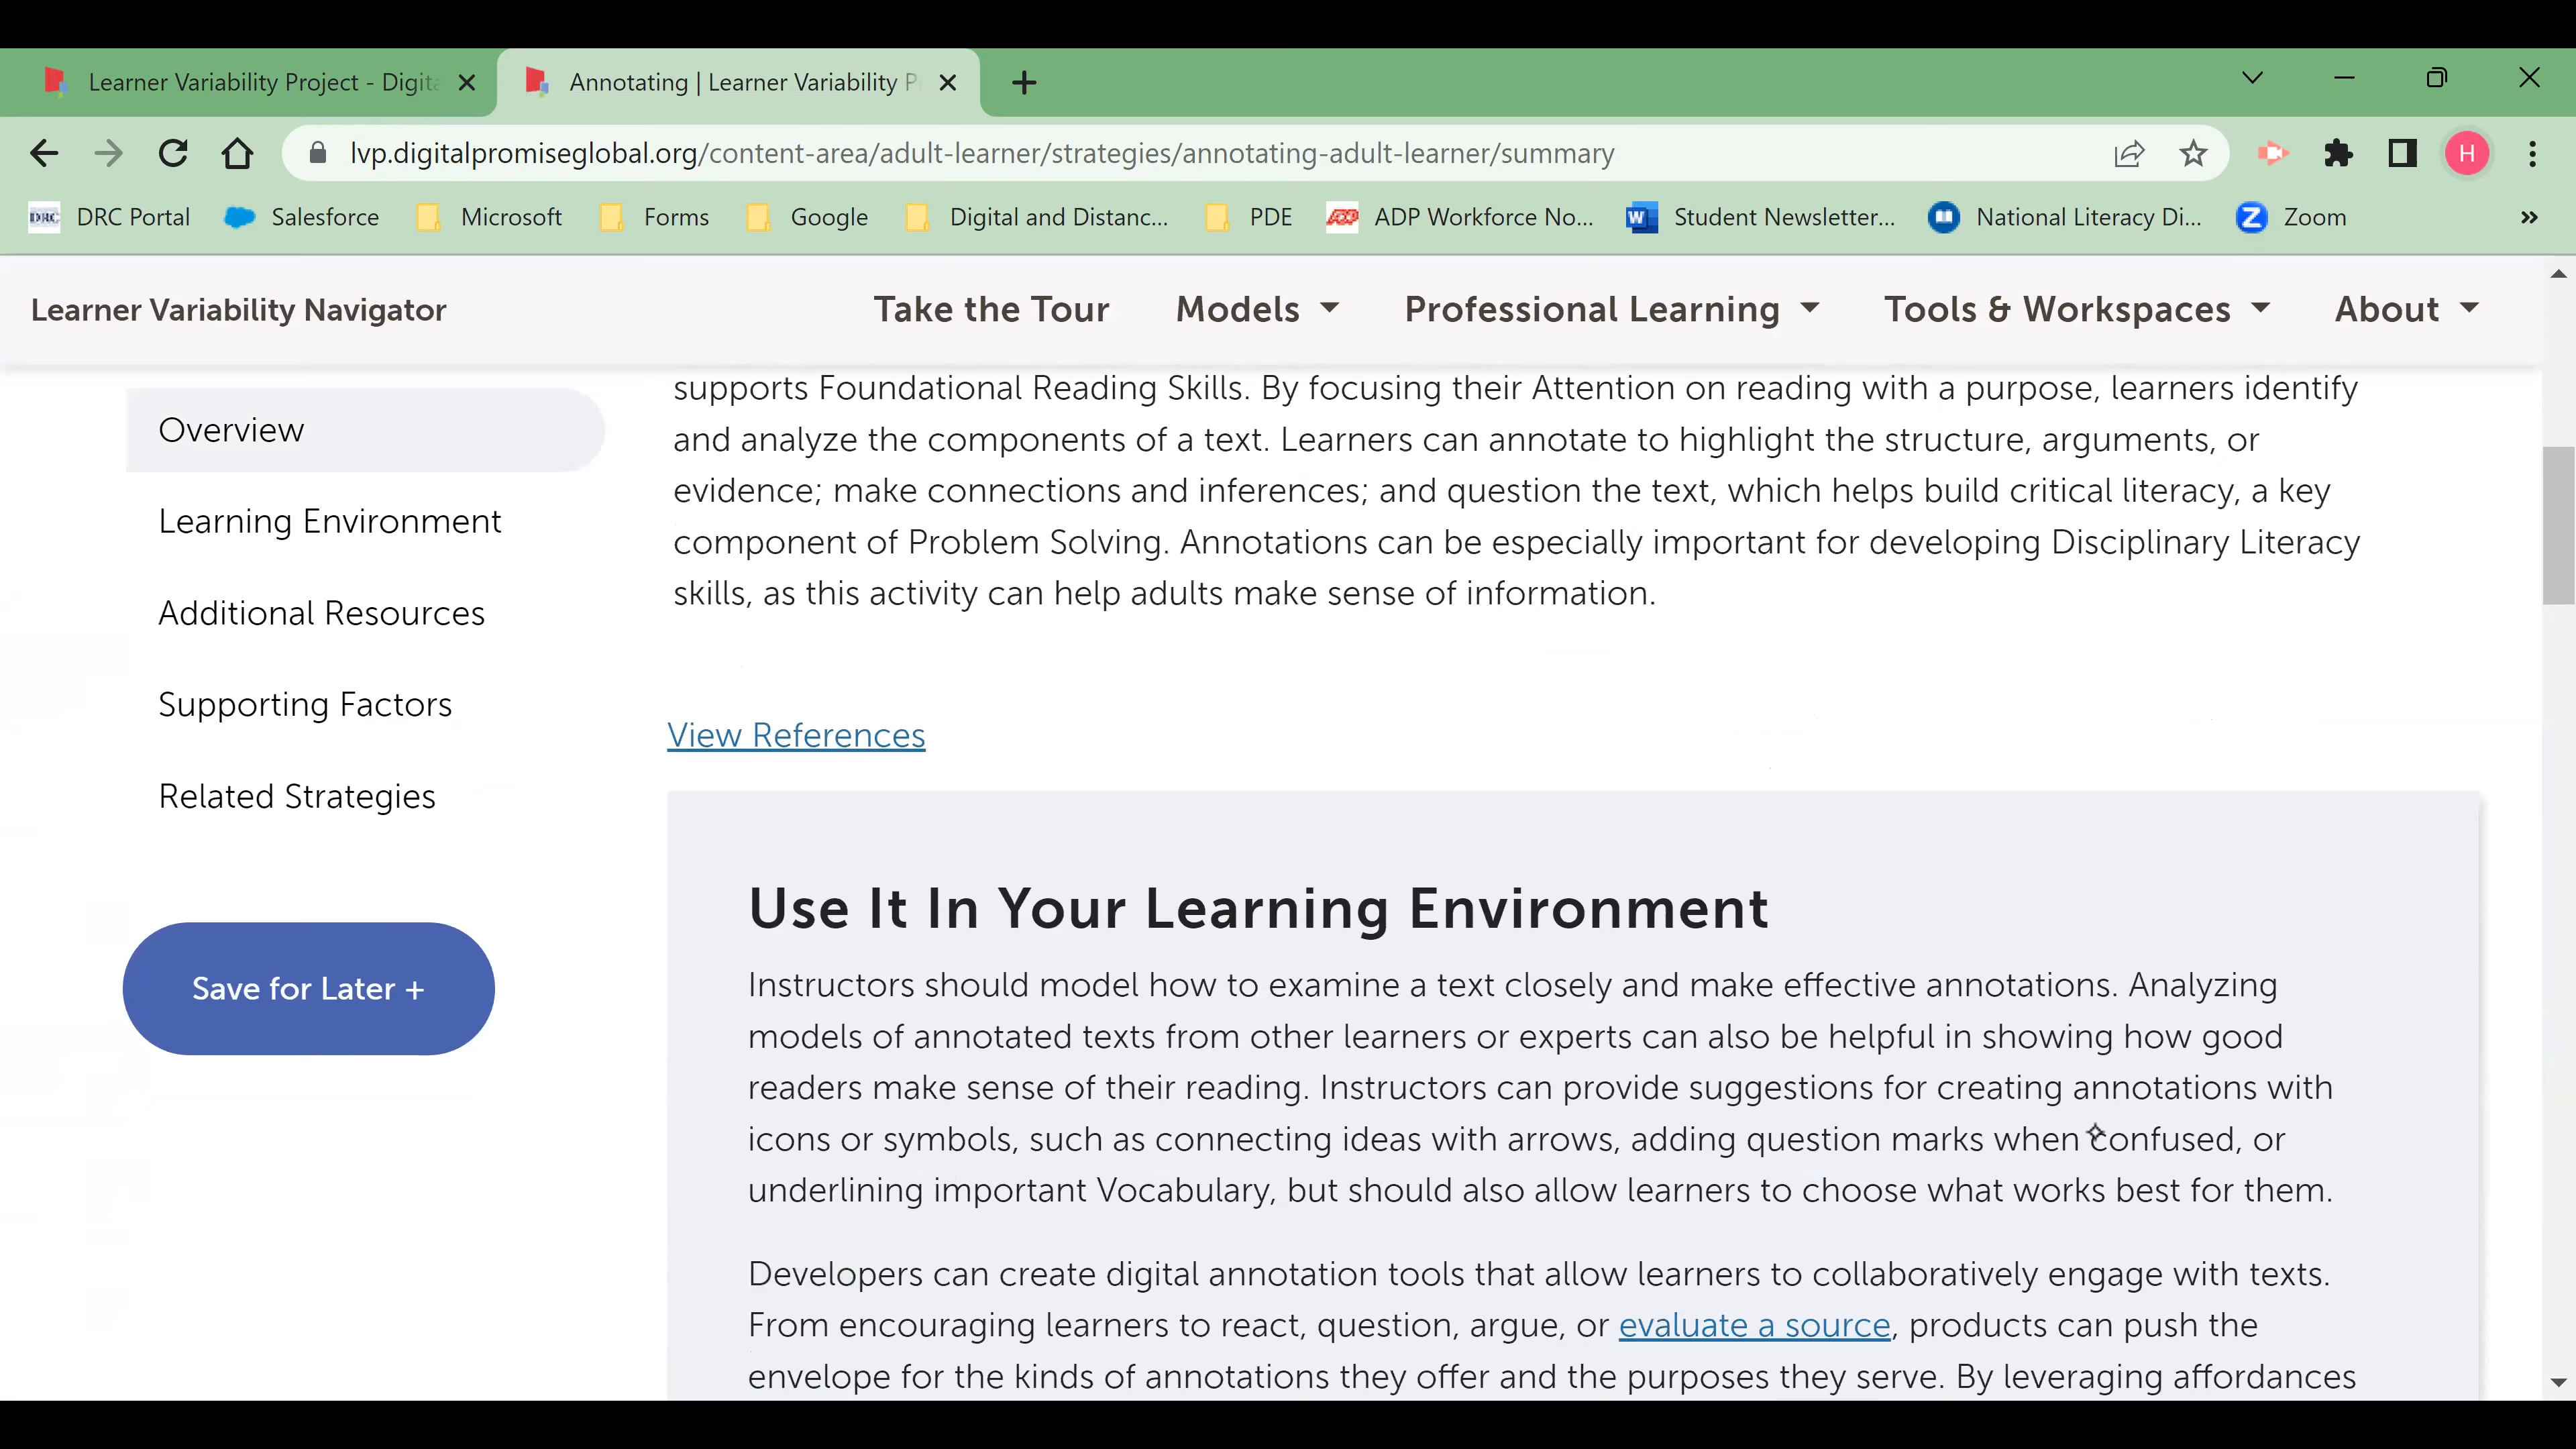 Learner Variability Project - Digita
Annotating | Learner Variability P
lvp.digitalpromiseglobal.org/content-area/adult-learner/strategies/annotating-adult-learner/summary
H
DRC DRC Portal Salesforce Microsoft Forms Google Digital and Distanc... PDE ADP ADP Workforce No... W Student Newsletter... National Literacy Di... Z Zoom »
Learner Variability Navigator Take the Tour Models Professional Learning Tools & Workspaces About
Overview
Learning Environment
Additional Resources
Supporting Factors
Related Strategies
Save for Later +
supports Foundational Reading Skills. By focusing their Attention on reading with a purpose, learners identify
and analyze the components of a text. Learners can annotate to highlight the structure, arguments, or
evidence; make connections and inferences; and question the text, which helps build critical literacy, a key
component of Problem Solving. Annotations can be especially important for developing Disciplinary Literacy
skills, as this activity can help adults make sense of information.
View References
Use It In Your Learning Environment
Instructors should model how to examine a text closely and make effective annotations. Analyzing
models of annotated texts from other learners or experts can also be helpful in showing how good
readers make sense of their reading. Instructors can provide suggestions for creating annotations with
icons or symbols, such as connecting ideas with arrows, adding question marks when confused, or
underlining important Vocabulary, but should also allow learners to choose what works best for them.
Developers can create digital annotation tools that allow learners to collaboratively engage with texts.
From encouraging learners to react, question, argue, or evaluate a source, products can push the
envelope for the kinds of annotations they offer and the purposes they serve. By leveraging affordances